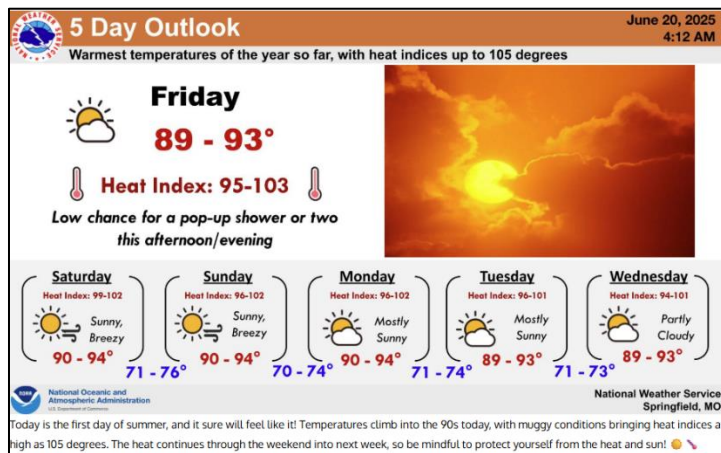 5 Day Outlook
June 20, 2025
4:12 AM
Warmest temperatures of the year so far, with heat indices up to 105 degrees
Friday
89 - 93°
Heat Index: 95-103
Low chance for a pop-up shower or two
this afternoon/evening
Saturday
Heat Index: 99-102
Sunny,
Breezy
90 - 94°
71 - 76°
Sunday
Heat Index: 96-102
Sunny,
Breezy
90 - 94°
70 - 74°
Monday
Heat Index: 96-102
Mostly
Sunny
90 - 94°
71 - 74°
Tuesday
Heat Index: 96-101
Mostly
Sunny
89 - 93°
71 - 73°
Wednesday
Heat Index: 94-101
Partly
Cloudy
89 - 93°
National Oceanic and
Atmospheric Administration
U.S. Department of Commerce
National Weather Service
Springfield, MO
Today is the first day of summer, and it sure will feel like it! Temperatures climb into the 90s today, with muggy conditions bringing heat indices a
high as 105 degrees. The heat continues through the weekend into next week, so be mindful to protect yourself from the heat and sun!